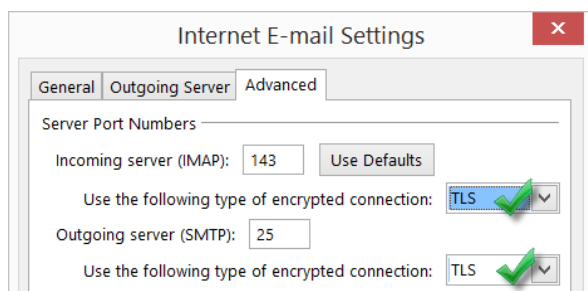 Internet E-mail Settings
General Outgoing Server Advanced
Server Port Numbers
Incoming server (IMAP): 143 Use Defaults
Use the following type of encrypted connection: TLS
Outgoing server (SMTP): 25
Use the following type of encrypted connection: TLS